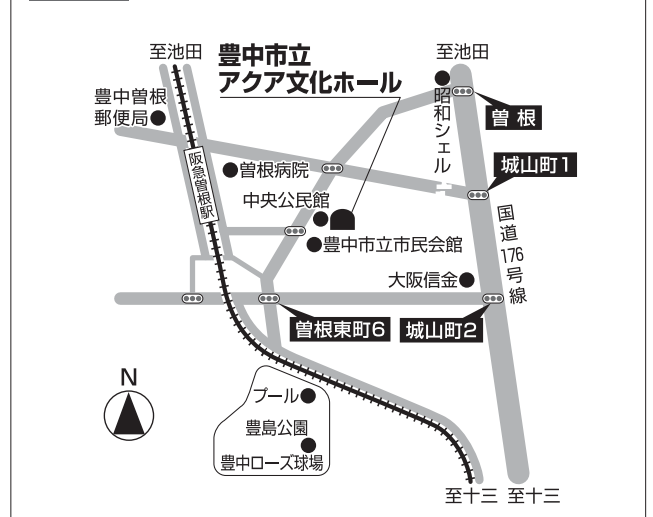 至池田
豊中市立
アクア文化ホール
至池田
豊中曽根
郵便局
昭和シェル
曽根
阪急曽根駅
曽根病院
城山町1
中央公民館
豊中市立市民会館
国道176号線
大阪信金
曽根東町6
城山町2
N
プール
豊島公園
豊中ローズ球場
至十三
至十三